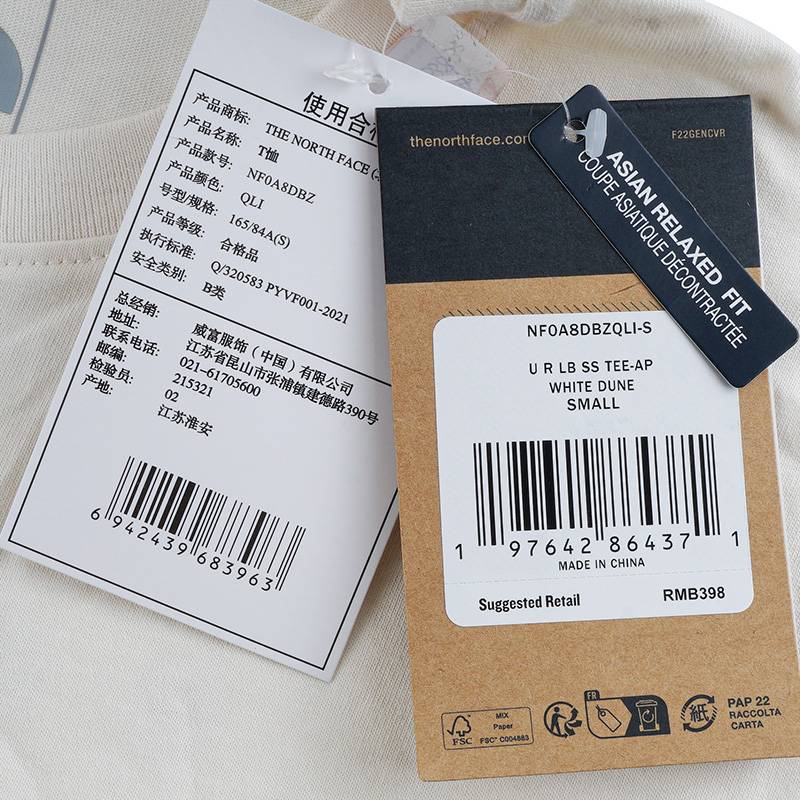 使用合格
产品商标: THE NORTH FACE
产品名称: T恤
产品款号: NF0A8DBZ
产品颜色: QLI
号型/规格: 165/84A(S)
产品等级: 合格品
执行标准: Q/320583 PYVF001-2021
安全类别: B类
总经销: 威富服飾（中国）有限公司
地址: 江苏省昆山市张浦镇建德路390号
联系电话: 021-61705600
邮编: 215321
检验员: 02
产地: 江苏淮安
6 942439 683963
thenorthface.com
F22GENCVR
ASIAN RELAXED FIT
COUPE ASIATIQUE DÉCONTRACTÉE
NF0A8DBZQLI-S
U R LB SS TEE-AP
WHITE DUNE
SMALL
1 97642 86437 1
MADE IN CHINA
Suggested Retail RMB398
FSC
MIX
Paper
FSC® C004883
FR
紙
PAP 22
RACCOLTA
CARTA